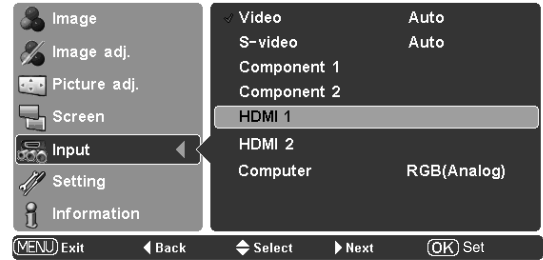 Image
Image adj.
Picture adj.
Screen
Input
Setting
Information
Video Auto
S-video Auto
Component 1
Component 2
HDMI 1
HDMI 2
Computer RGB(Analog)
MENU Exit Back Select Next OK Set